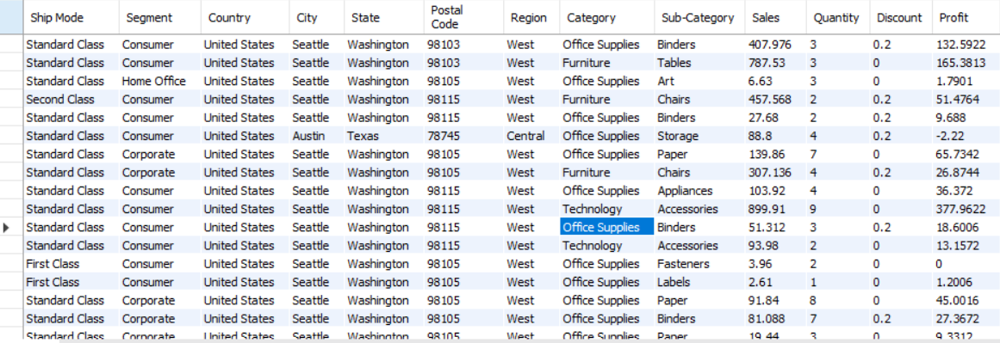 Ship Mode Segment Country City State Postal Code Region Category Sub-Category Sales Quantity Discount Profit
Standard Class Consumer United States Seattle Washington 98103 West Office Supplies Binders 407.976 3 0.2 132.5922
Standard Class Consumer United States Seattle Washington 98103 West Furniture Tables 787.53 3 0 165.3813
Standard Class Home Office United States Seattle Washington 98105 West Office Supplies Art 6.63 3 0 1.7901
Second Class Consumer United States Seattle Washington 98115 West Furniture Chairs 457.568 2 0.2 51.4764
Standard Class Consumer United States Seattle Washington 98115 West Office Supplies Binders 27.68 2 0.2 9.688
Standard Class Consumer United States Austin Texas 78745 Central Office Supplies Storage 88.8 4 0.2 -2.22
Standard Class Corporate United States Seattle Washington 98105 West Office Supplies Paper 139.86 7 0 65.7342
Standard Class Corporate United States Seattle Washington 98105 West Furniture Chairs 307.136 4 0.2 26.8744
Standard Class Consumer United States Seattle Washington 98115 West Office Supplies Appliances 103.92 4 0 36.372
Standard Class Consumer United States Seattle Washington 98115 West Technology Accessories 899.91 9 0 377.9622
Standard Class Consumer United States Seattle Washington 98115 West Office Supplies Binders 51.312 3 0.2 18.6006
Standard Class Consumer United States Seattle Washington 98115 West Technology Accessories 93.98 2 0 13.1572
First Class Consumer United States Seattle Washington 98105 West Office Supplies Fasteners 3.96 2 0 0
First Class Consumer United States Seattle Washington 98105 West Office Supplies Labels 2.61 1 0 1.2006
Standard Class Corporate United States Seattle Washington 98105 West Office Supplies Paper 91.84 8 0 45.0016
Standard Class Corporate United States Seattle Washington 98105 West Office Supplies Binders 81.088 7 0.2 27.3672
Standard Class Corporate United States Seattle Washington 98105 West Office Supplies Paper 19.44 3 0 9.3312